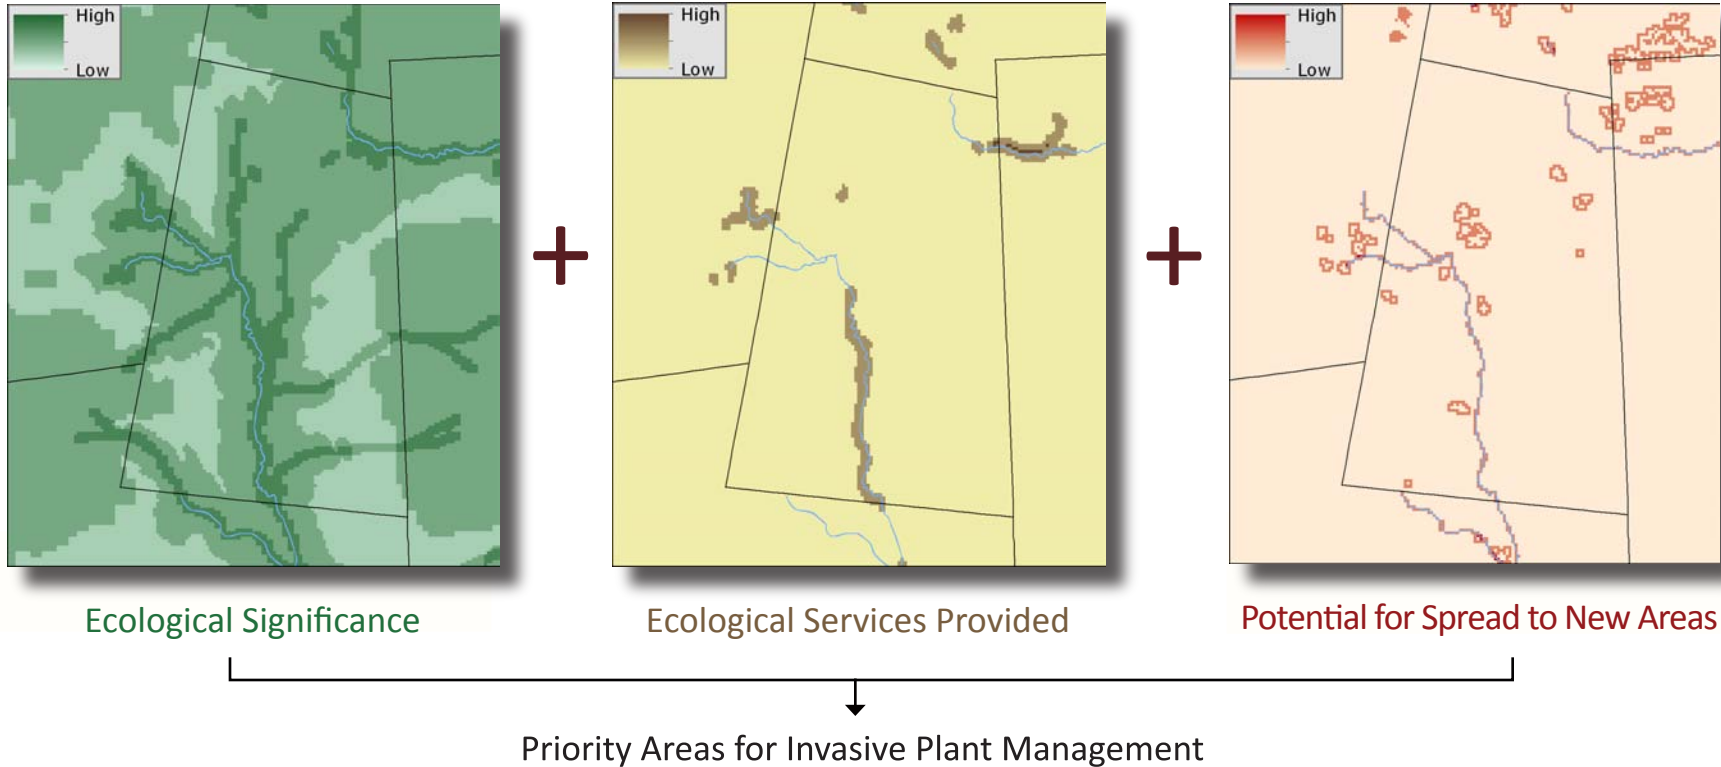 High
Low
High
Low
High
Low
+
+
Ecological Significance
Ecological Services Provided
Potential for Spread to New Areas
Priority Areas for Invasive Plant Management